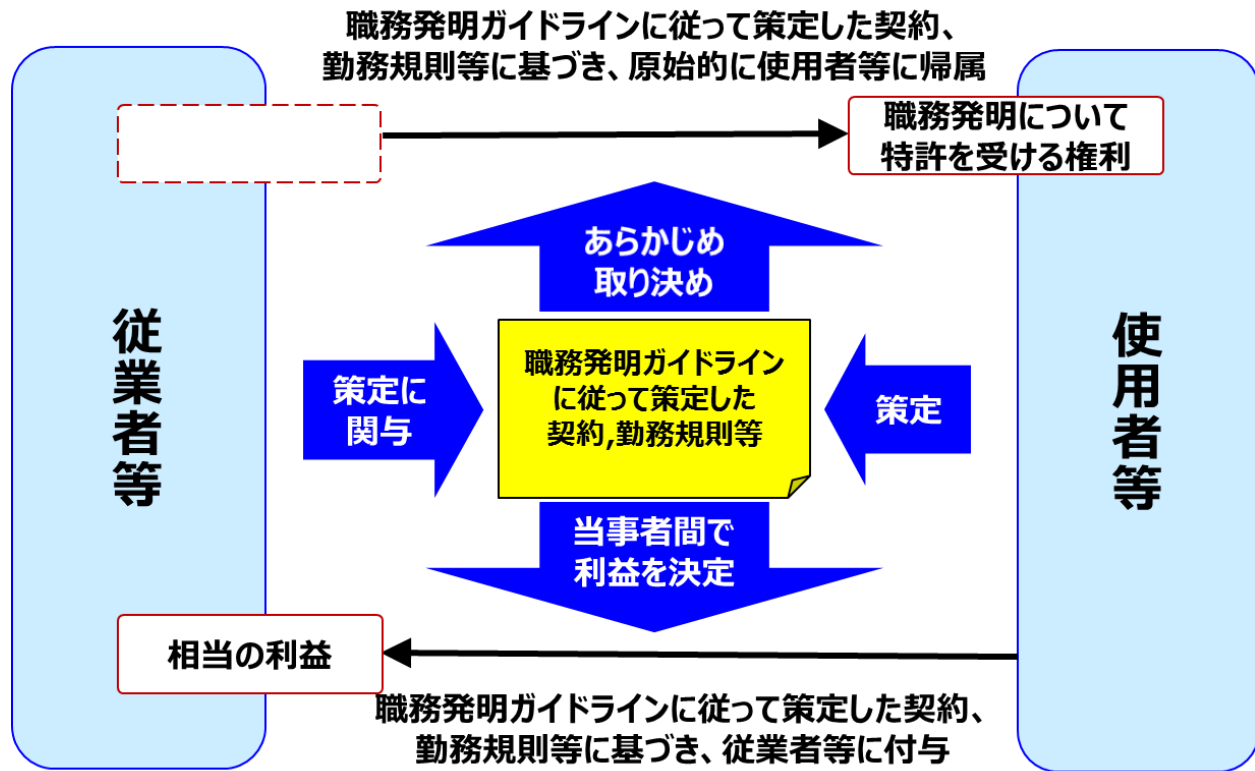 職務発明ガイドラインに従って策定した契約、
勤務規則等に基づき、原始的に使用者等に帰属
職務発明について
特許を受ける権利
あらかじめ
取り決め
従業者等
策定に
関与
職務発明ガイドライン
に従って策定した
契約,勤務規則等
策定
使用者等
当事者間で
利益を決定
相当の利益
職務発明ガイドラインに従って策定した契約、
勤務規則等に基づき、従業者等に付与